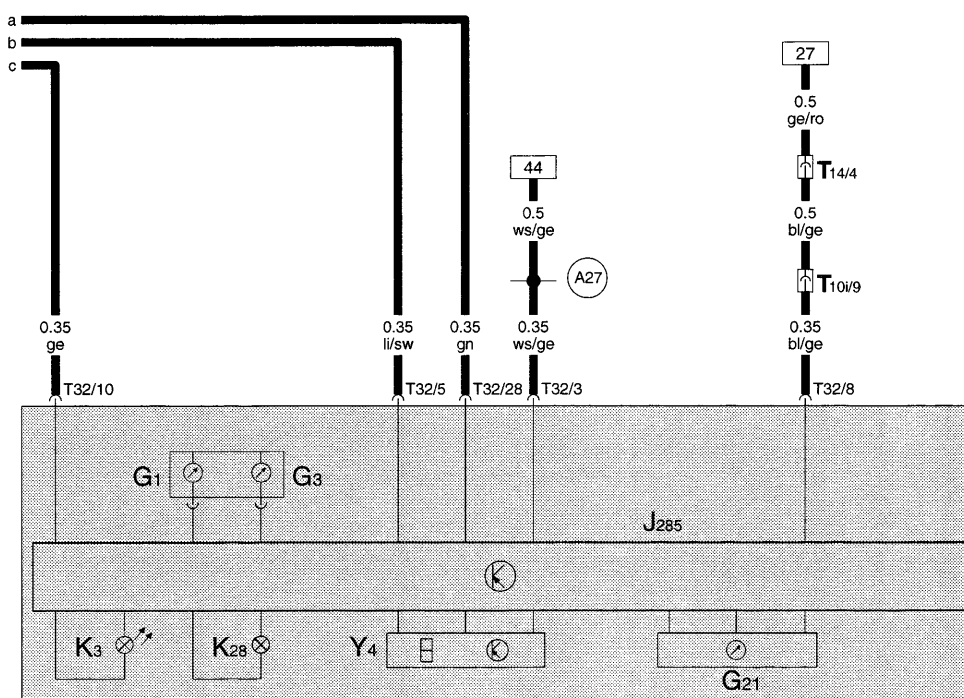 a
b
c
27
0.5
ge/ro
T14/4
44
0.5
ws/ge
0.5
bl/ge
A27
T10i/9
0.35
ge
0.35
li/sw
0.35
gn
0.35
ws/ge
0.35
bl/ge
T32/10
T32/5
T32/28
T32/3
T32/8
G1
G3
J285
K3
K28
Y4
G21